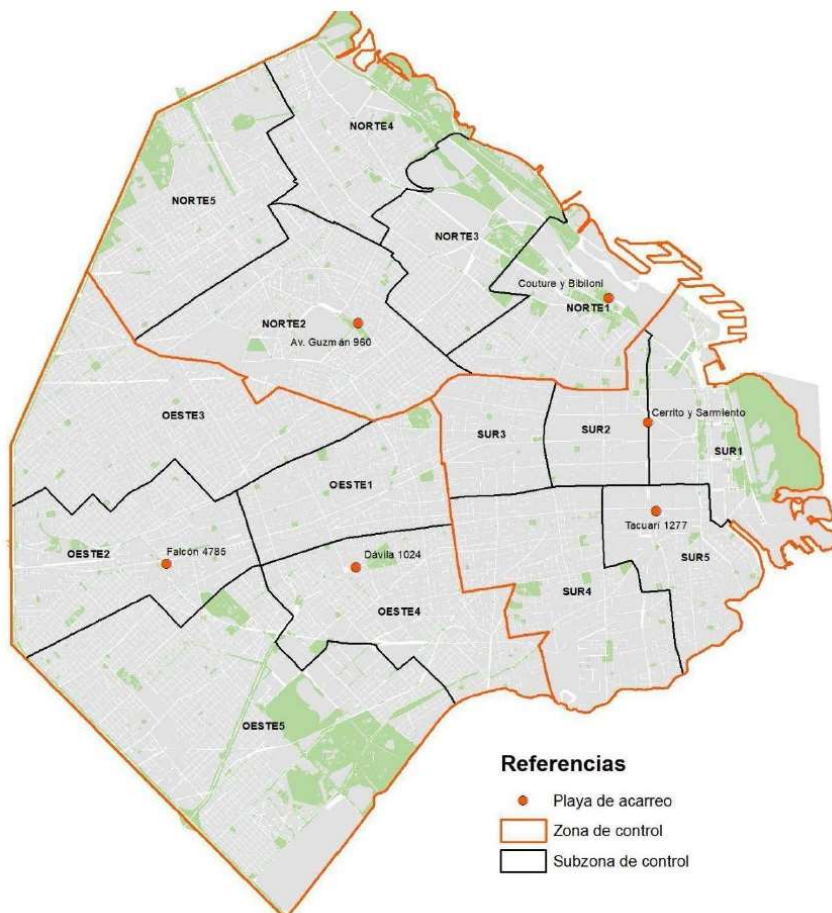 NORTE4
NORTE5
NORTE3
Couture y Bibiloni
NORTE1
NORTE2
Av. Guzmán 960
OESTE3
Cerrito y Sarmiento
SUR3
SUR2
SUR1
OESTE1
Tacuarí 1277
OESTE2
Falcón 4785
Dávila 1024
SUR5
SUR4
OESTE4
OESTE5
Referencias
Playa de acarreo
Zona de control
Subzona de control